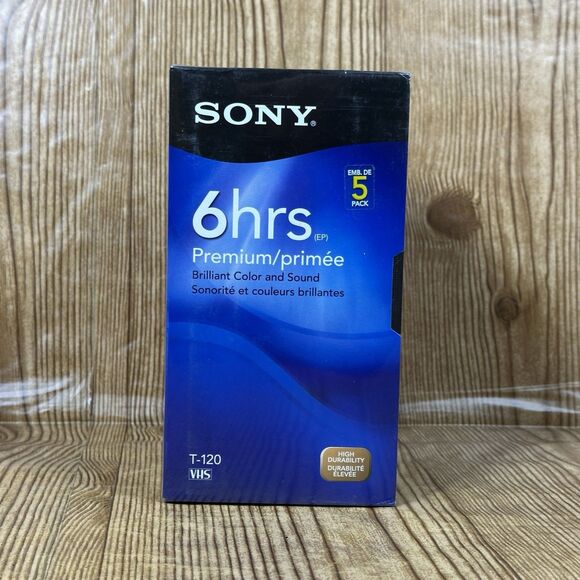 SONY®
EMB. DE
5
PACK
6hrs (EP)
Premium/primée
Brilliant Color and Sound
Sonorité et couleurs brillantes
T-120
VHS
HIGH
DURABILITY
DURABILITÉ
ÉLEVÉE